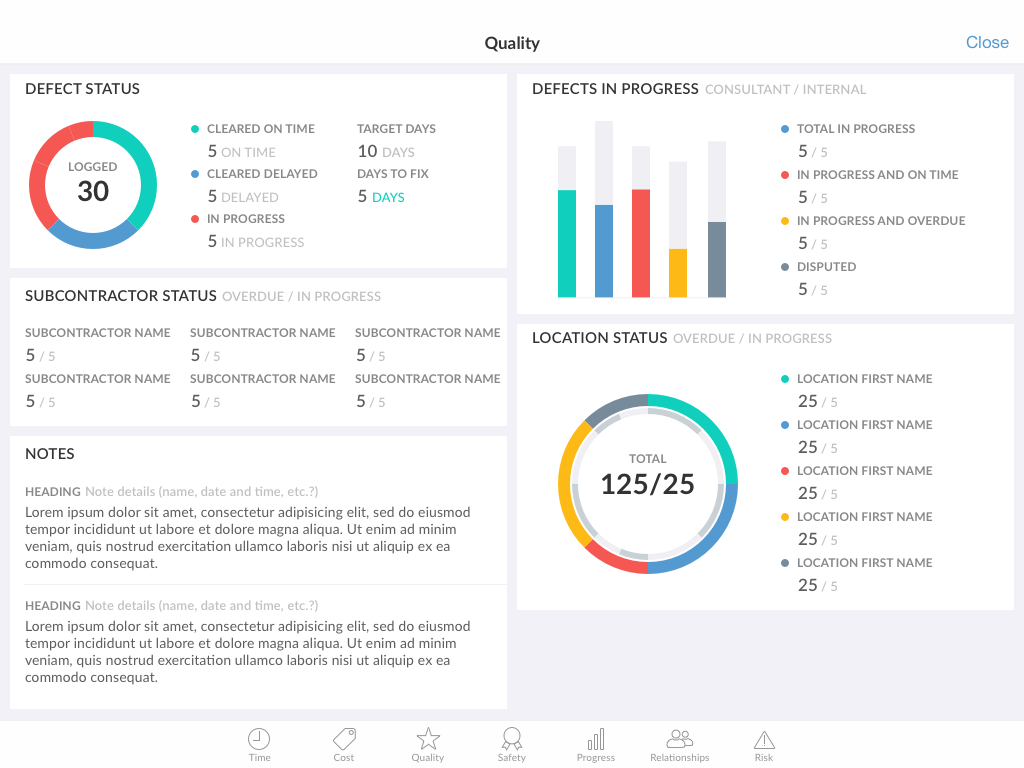 Quality
Close
DEFECT STATUS
LOGGED
30
CLEARED ON TIME
5 ON TIME
CLEARED DELAYED
5 DELAYED
IN PROGRESS
5 IN PROGRESS
TARGET DAYS
10 DAYS
DAYS TO FIX
5 DAYS
SUBCONTRACTOR STATUS OVERDUE / IN PROGRESS
SUBCONTRACTOR NAME SUBCONTRACTOR NAME SUBCONTRACTOR NAME
5 / 5 5 / 5 5 / 5
SUBCONTRACTOR NAME SUBCONTRACTOR NAME SUBCONTRACTOR NAME
5 / 5 5 / 5 5 / 5
NOTES
HEADING Note details (name, date and time, etc.?)
Lorem ipsum dolor sit amet, consectetur adipisicing elit, sed do eiusmod
tempor incididunt ut labore et dolore magna aliqua. Ut enim ad minim
veniam, quis nostrud exercitation ullamco laboris nisi ut aliquip ex ea
commodo consequat.
HEADING Note details (name, date and time, etc.?)
Lorem ipsum dolor sit amet, consectetur adipisicing elit, sed do eiusmod
tempor incididunt ut labore et dolore magna aliqua. Ut enim ad minim
veniam, quis nostrud exercitation ullamco laboris nisi ut aliquip ex ea
commodo consequat.
DEFECTS IN PROGRESS CONSULTANT / INTERNAL
TOTAL IN PROGRESS
5 / 5
IN PROGRESS AND ON TIME
5 / 5
IN PROGRESS AND OVERDUE
5 / 5
DISPUTED
5 / 5
LOCATION STATUS OVERDUE / IN PROGRESS
TOTAL
125/25
LOCATION FIRST NAME
25 / 5
LOCATION FIRST NAME
25 / 5
LOCATION FIRST NAME
25 / 5
LOCATION FIRST NAME
25 / 5
LOCATION FIRST NAME
25 / 5
Time Cost Quality Safety Progress Relationships Risk